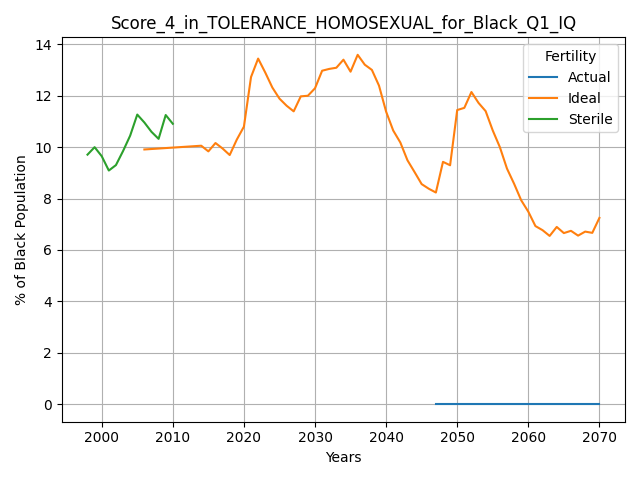 Score_4_in_TOLERANCE_HOMOSEXUAL_for_Black_Q1_IQ
Fertility
Actual
Ideal
Sterile
14
12
10
8
6
4
2
0
% of Black Population
2000 2010 2020 2030 2040 2050 2060 2070
Years